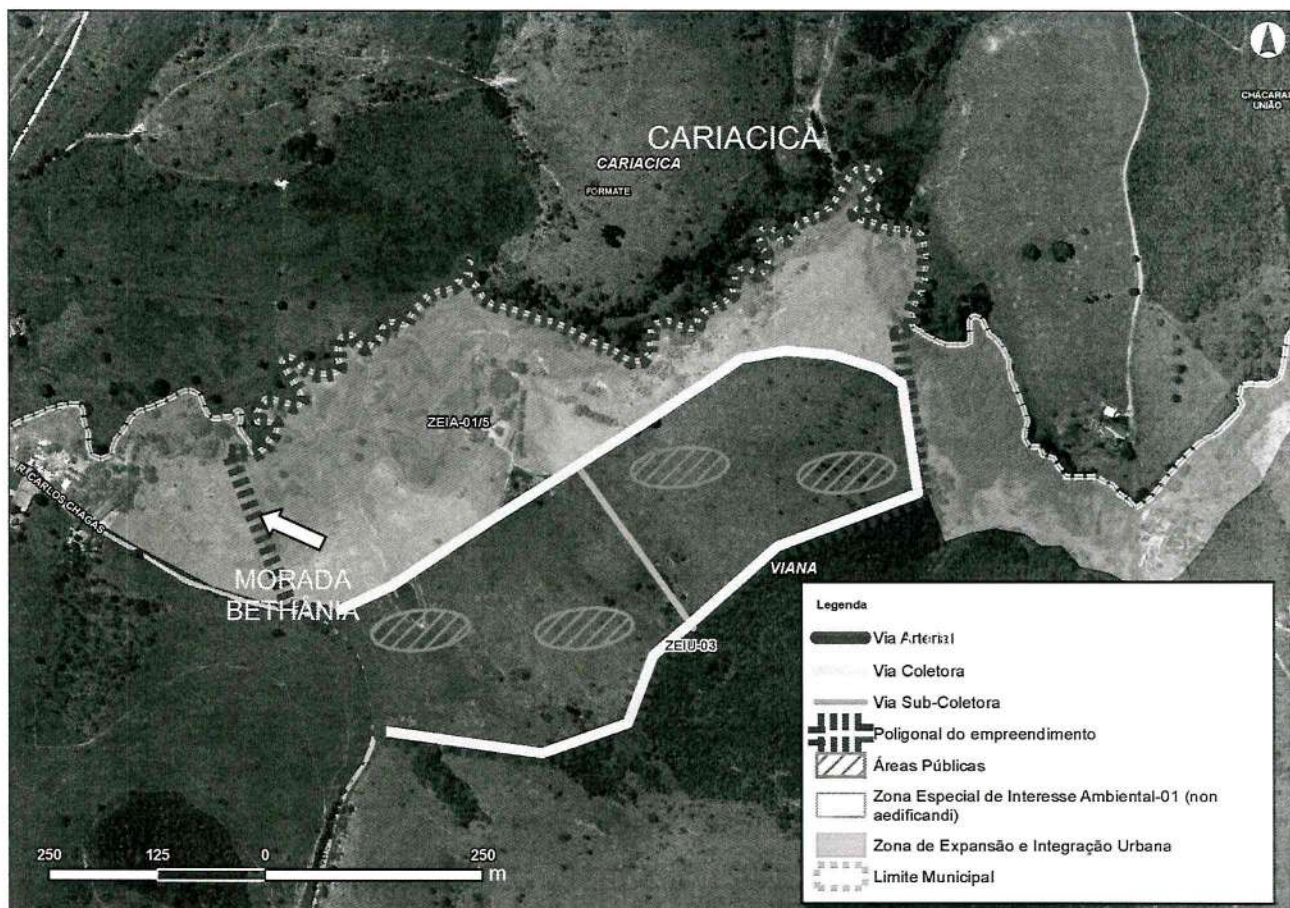 CHÁCARAS
UNIÃO
CARIACICA
CARIACICA
FORMATE
ZEIA-01/5
R. CARLOS CHAGAS
MORADA
BETHÂNIA
VIANA
ZEIU-03
Legenda
Via Arterial
Via Coletora
Via Sub-Coletora
Poligonal do empreendimento
Áreas Públicas
Zona Especial de Interesse Ambiental-01 (non
aedificandi)
Zona de Expansão e Integração Urbana
Limite Municipal
250 125 0 250
m